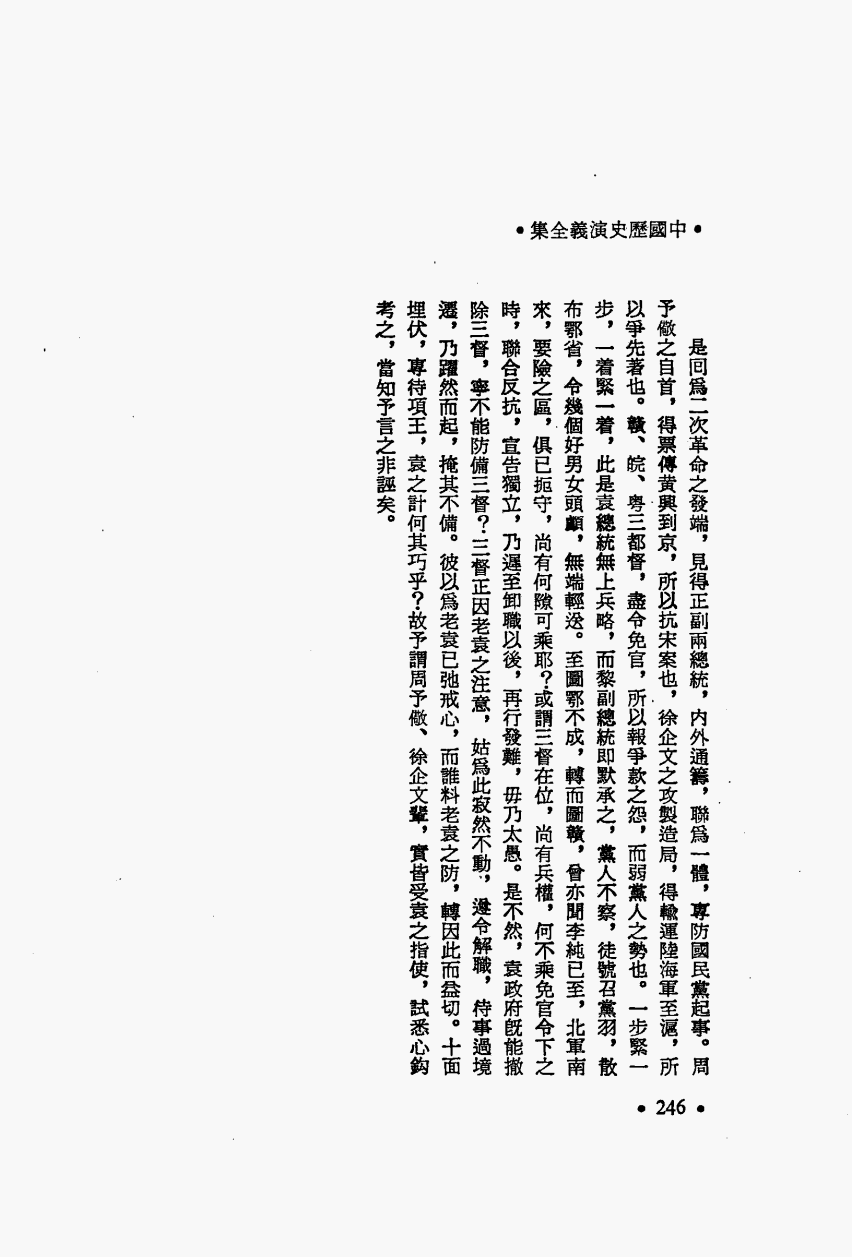 •中國歷史演義全集•
是回爲二次革命之發端，見得正副兩總統，內外通籌，聯爲一體，專防國民黨起事。周
予儆之自首，得票傳黄興到京，所以抗宋案也，徐企文之攻製造局，得輸運陸海軍至滬，所
以爭先著也。贛、皖、粵三都督，盡令免官，所以報爭款之怨，而弱黨人之勢也。一步緊一
步，一着緊一着，此是袁總統無上兵略，而黎副總統即默承之，黨人不察，徒號召黨羽，散
布鄂省，令幾個好男女頭顱，無端輕送。至圖鄂不成，轉而圖贛，曾亦聞李純已至，北軍南
來，要險之區，俱已扼守，尚有何隙可乘耶？或謂三督在位，尚有兵權，何不乘免官令下之
時，聯合反抗，宣告獨立，乃遲至卸職以後，再行發難，毋乃太愚。是不然，袁政府旣能撤
除三督，寧不能防備三督？三督正因老袁之注意，姑爲此寂然不動，遵令解職，待事過境
遷，乃躍然而起，掩其不備。彼以爲老袁已弛戒心，而誰料老袁之防，轉因此而益切。十面
埋伏，專待項王，袁之計何其巧乎？故予謂周予儆、徐企文輩，實皆受袁之指使，試悉心鈎
考之，當知予言之非誣矣。
•246•